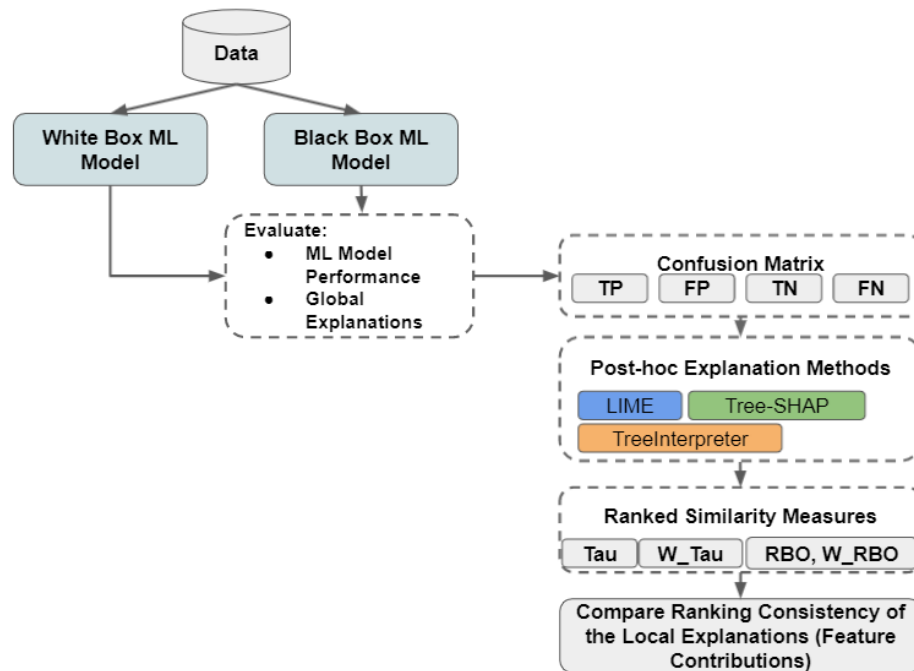 Data
White Box ML
Model
Black Box ML
Model
Evaluate:
● ML Model
Performance
● Global
Explanations
Confusion Matrix
TP FP TN FN
Post-hoc Explanation Methods
LIME Tree-SHAP
TreeInterpreter
Ranked Similarity Measures
Tau W_Tau RBO, W_RBO
Compare Ranking Consistency of
the Local Explanations (Feature
Contributions)